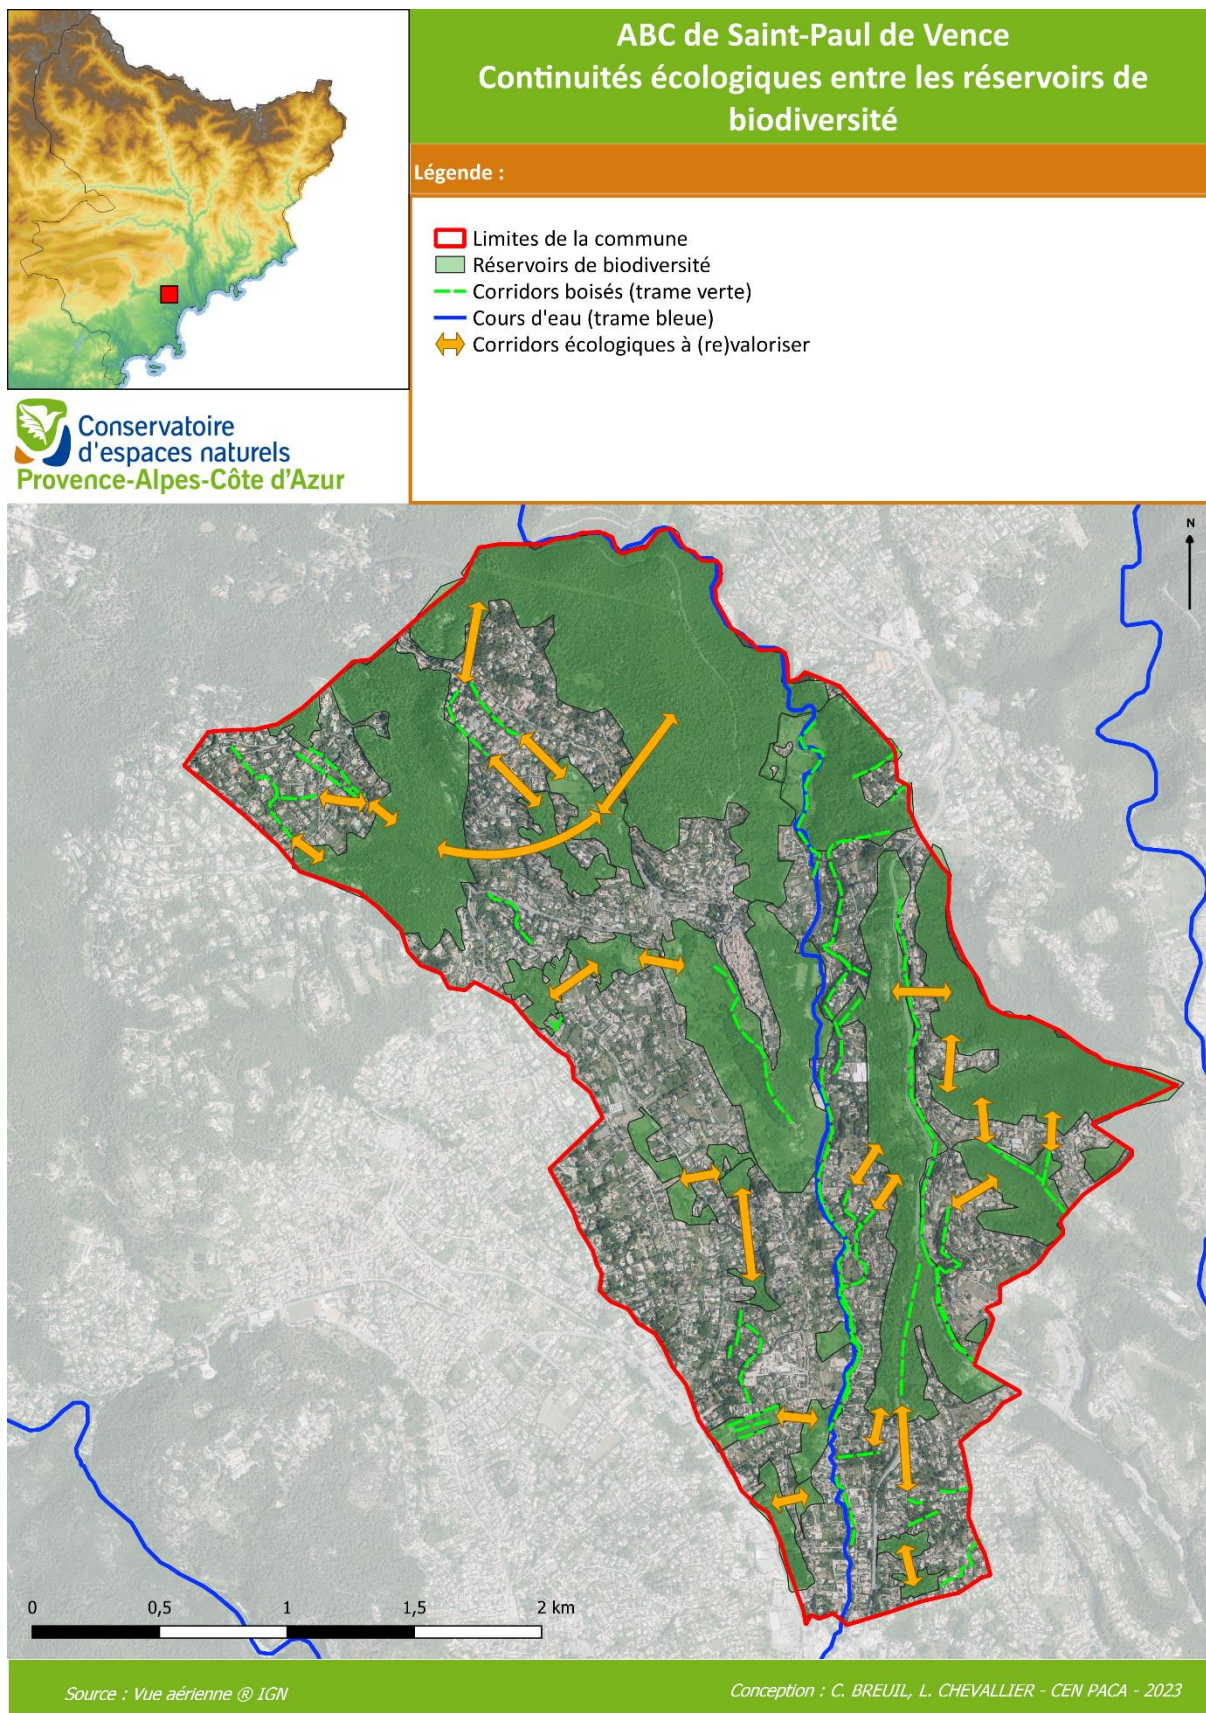 ABC de Saint-Paul de Vence
Continuités écologiques entre les réservoirs de
biodiversité
Légende :
Limites de la commune
Réservoirs de biodiversité
Corridors boisés (trame verte)
Cours d'eau (trame bleue)
Corridors écologiques à (re)valoriser
Conservatoire
d'espaces naturels
Provence-Alpes-Côte d'Azur
N
0 0,5 1 1,5 2 km
Source : Vue aérienne ® IGN
Conception : C. BREUIL, L. CHEVALLIER - CEN PACA - 2023